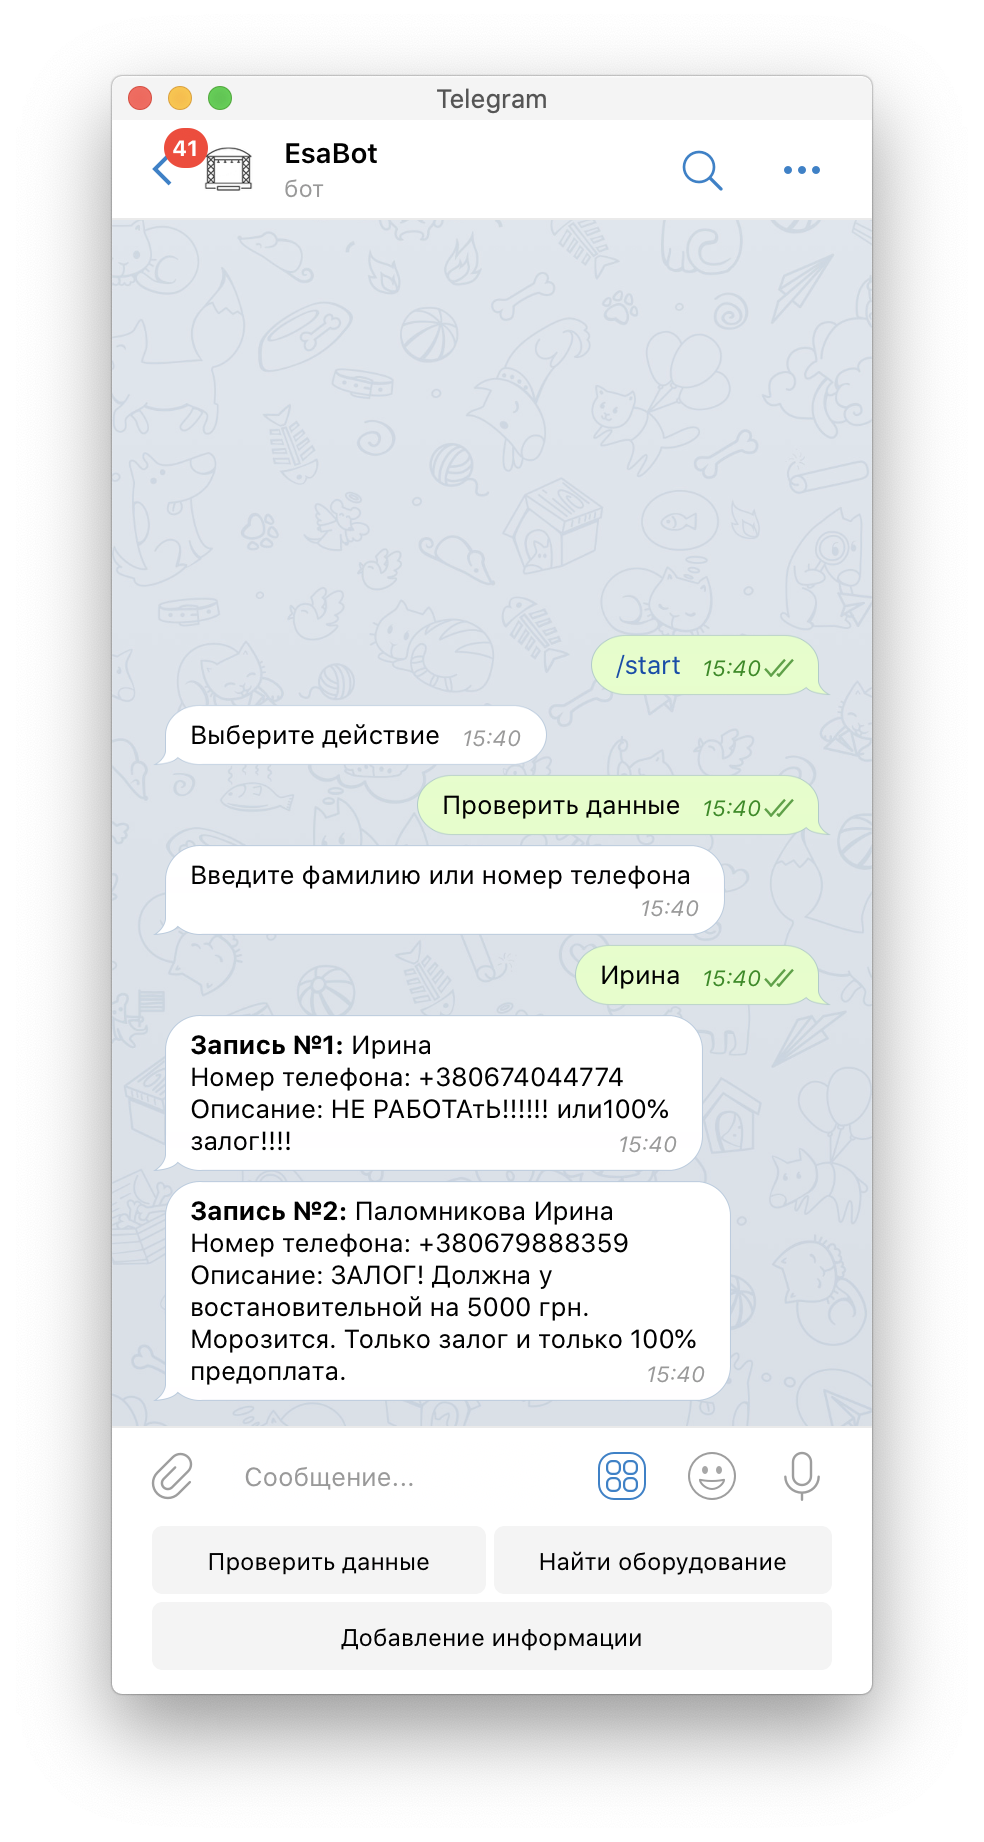 Telegram
41
EsaBot
бот
/start 15:40
Выберите действие 15:40
Проверить данные 15:40
Введите фамилию или номер телефона
15:40
Ирина 15:40
Запись №1: Ирина
Номер телефона: +380674044774
Описание: НЕ РАБОТАтЬ!!!!!! или100%
залог!!!! 15:40
Запись №2: Паломникова Ирина
Номер телефона: +380679888359
Описание: ЗАЛОГ! Должна у
востановительной на 5000 грн.
Морозится. Только залог и только 100%
предоплата. 15:40
Сообщение...
Проверить данные
Найти оборудование
Добавление информации